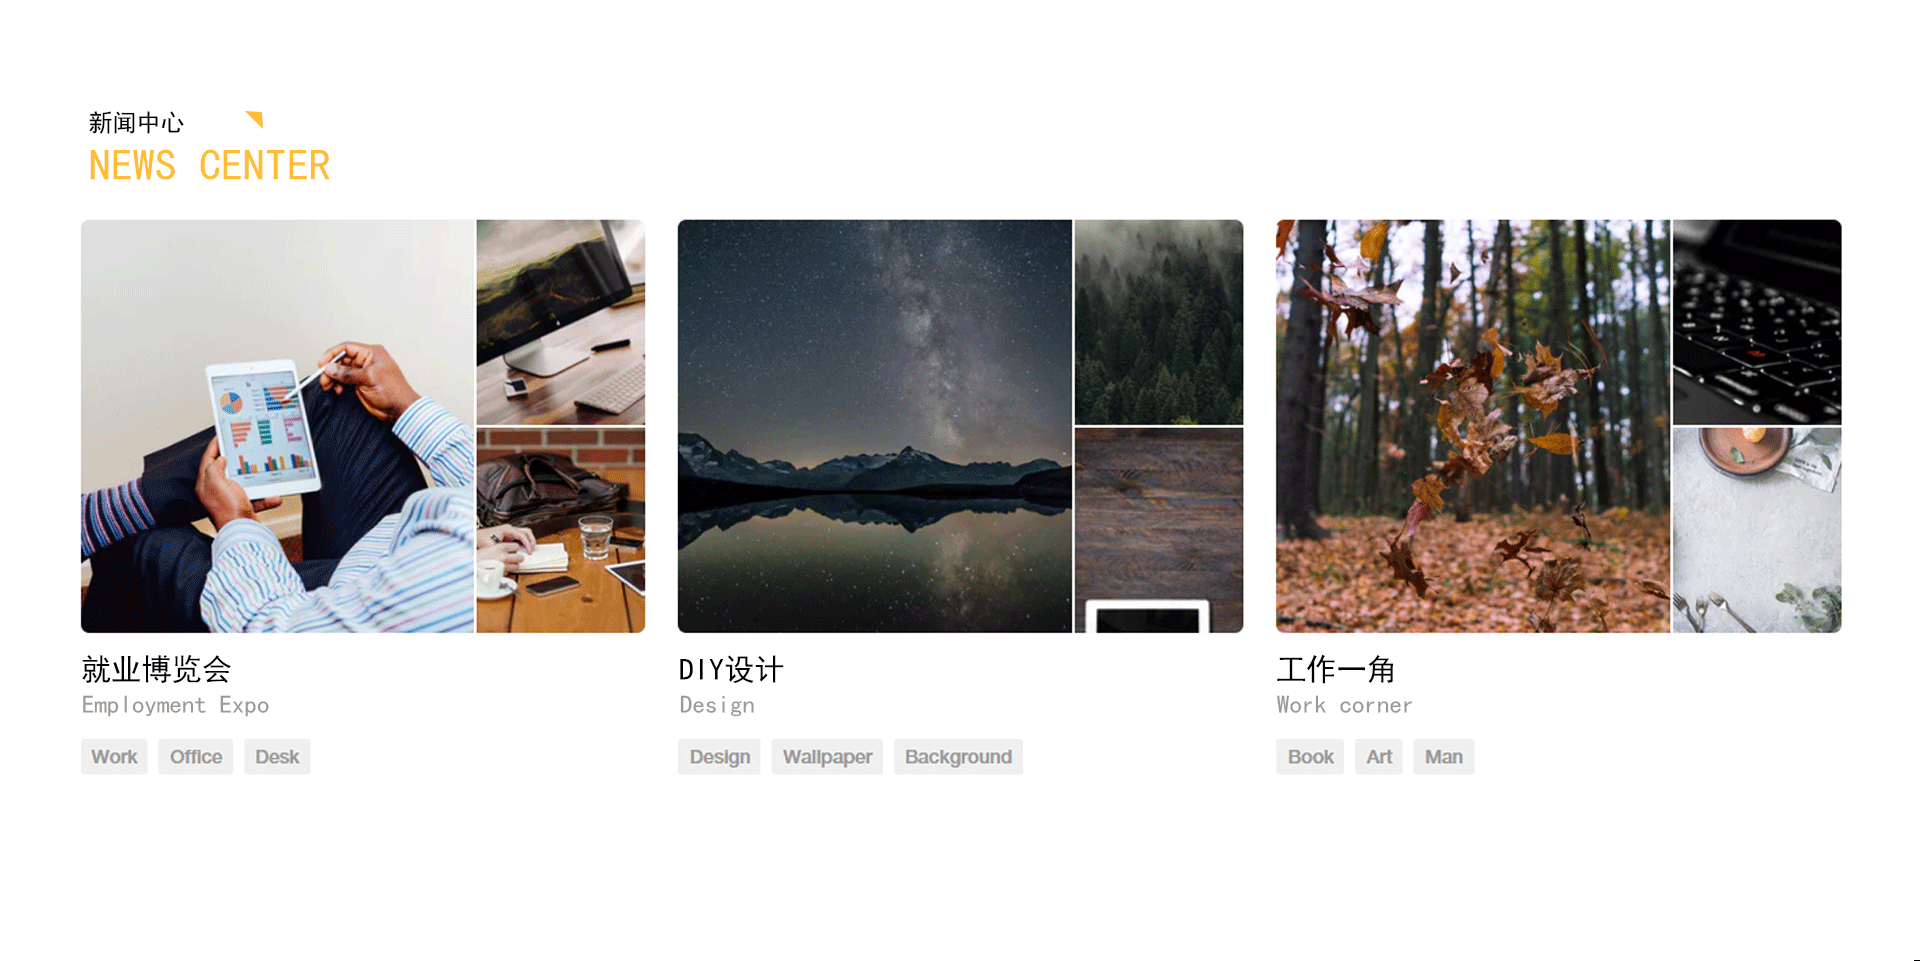 新闻中心
NEWS CENTER
就业博览会
Employment Expo
Work Office Desk
DIY设计
Design
Design Wallpaper Background
工作一角
Work corner
Book Art Man